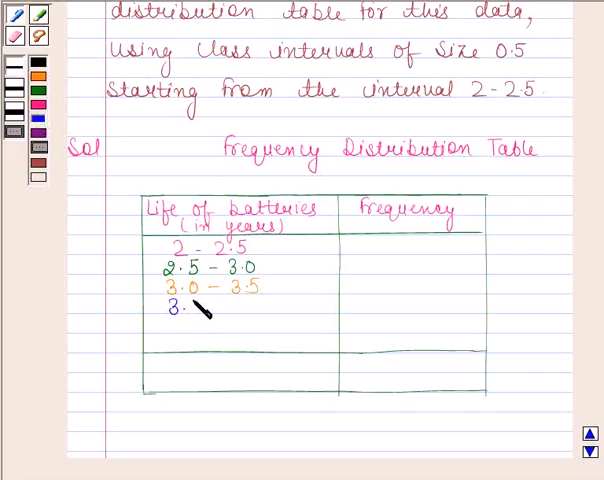 distribution table for this data,
Using Class intervals of Size 0.5
Starting from the interval 2 - 2.5.
Sol Frequency Distribution Table
Life of batteries Frequency
(in years)
2 - 2.5
2.5 - 3.0
3.0 - 3.5
3.